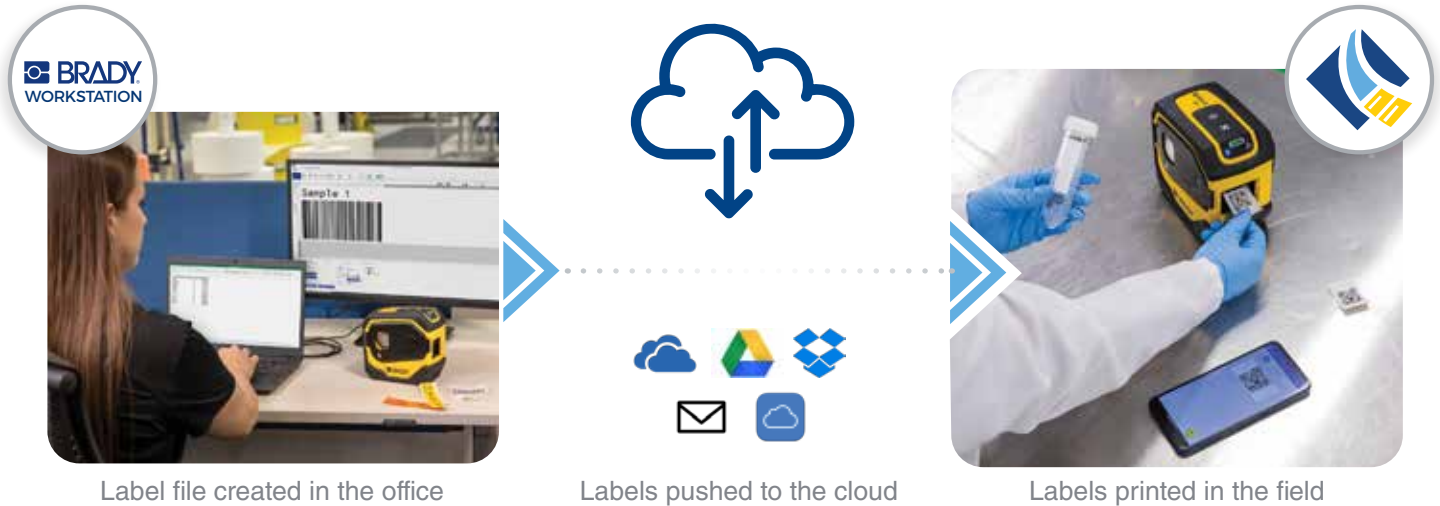 BRADY
WORKSTATION
Sample 1
Label file created in the office
Labels pushed to the cloud
Labels printed in the field